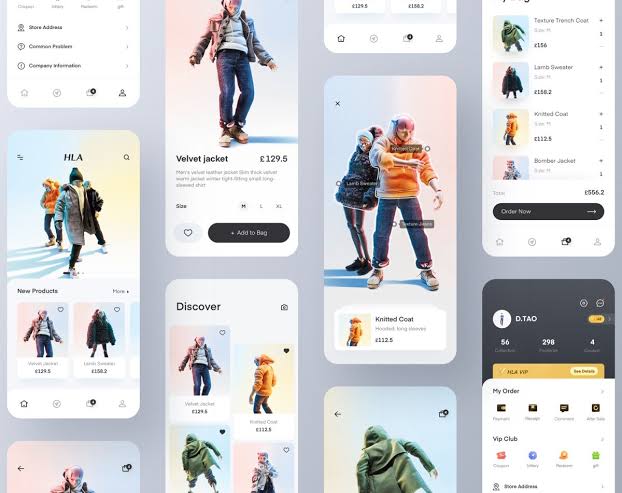 Coupon
lottery
Redeem
gift
Store Address
Common Problem
Company Information
HLA
New Products
More
Velvet Jacket
£129.5
Lamb Sweater
£158.2
Velvet jacket
£129.5
Men's velvet leather jacket Slim thick velvet
warm jacket winter tight-fitting small long-
sleeved shirt
Size
M
L
XL
+ Add to Bag
Discover
Velvet Jacket
£129.5
Knitted Coat
£112.5
£129.5
£158.2
Knitted Coat
Lamb Sweater
Texture Jeans
Knitted Coat
Hooded, long sleeves
£112.5
Texture Trench Coat
Size: M
£156
+
1
Lamb Sweater
Size: M
£158.2
+
1
Knitted Coat
Size: M
£112.5
+
1
Bomber Jacket
Size: M
+
1
Total:
£556.2
Order Now
D.TAO
56
298
4
Collection
Footprint
Coupon
HLA VIP
See Details
My Order
Payment
Receipt
Comment
After Sale
Vip Club
Coupon
lottery
Redeem
gift
Store Address